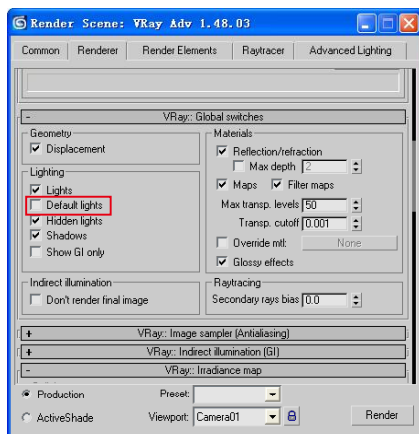 Render Scene: VRay Adv 1.48.03
Common Renderer Render Elements Raytracer Advanced Lighting
- VRay:: Global switches
Geometry
Displacement
Lighting
Lights
Default lights
Hidden lights
Shadows
Show GI only
Indirect illumination
Don't render final image
Materials
Reflection/refraction
Max depth 2
Maps Filter maps
Max transp. levels 50
Transp. cutoff 0.001
Override mtl: None
Glossy effects
Raytracing
Secondary rays bias 0.0
+ VRay:: Image sampler (Antialiasing)
+ VRay:: Indirect illumination (GI)
- VRay:: Irradiance map
Production Preset:
ActiveShade Viewport: Camera01 Render